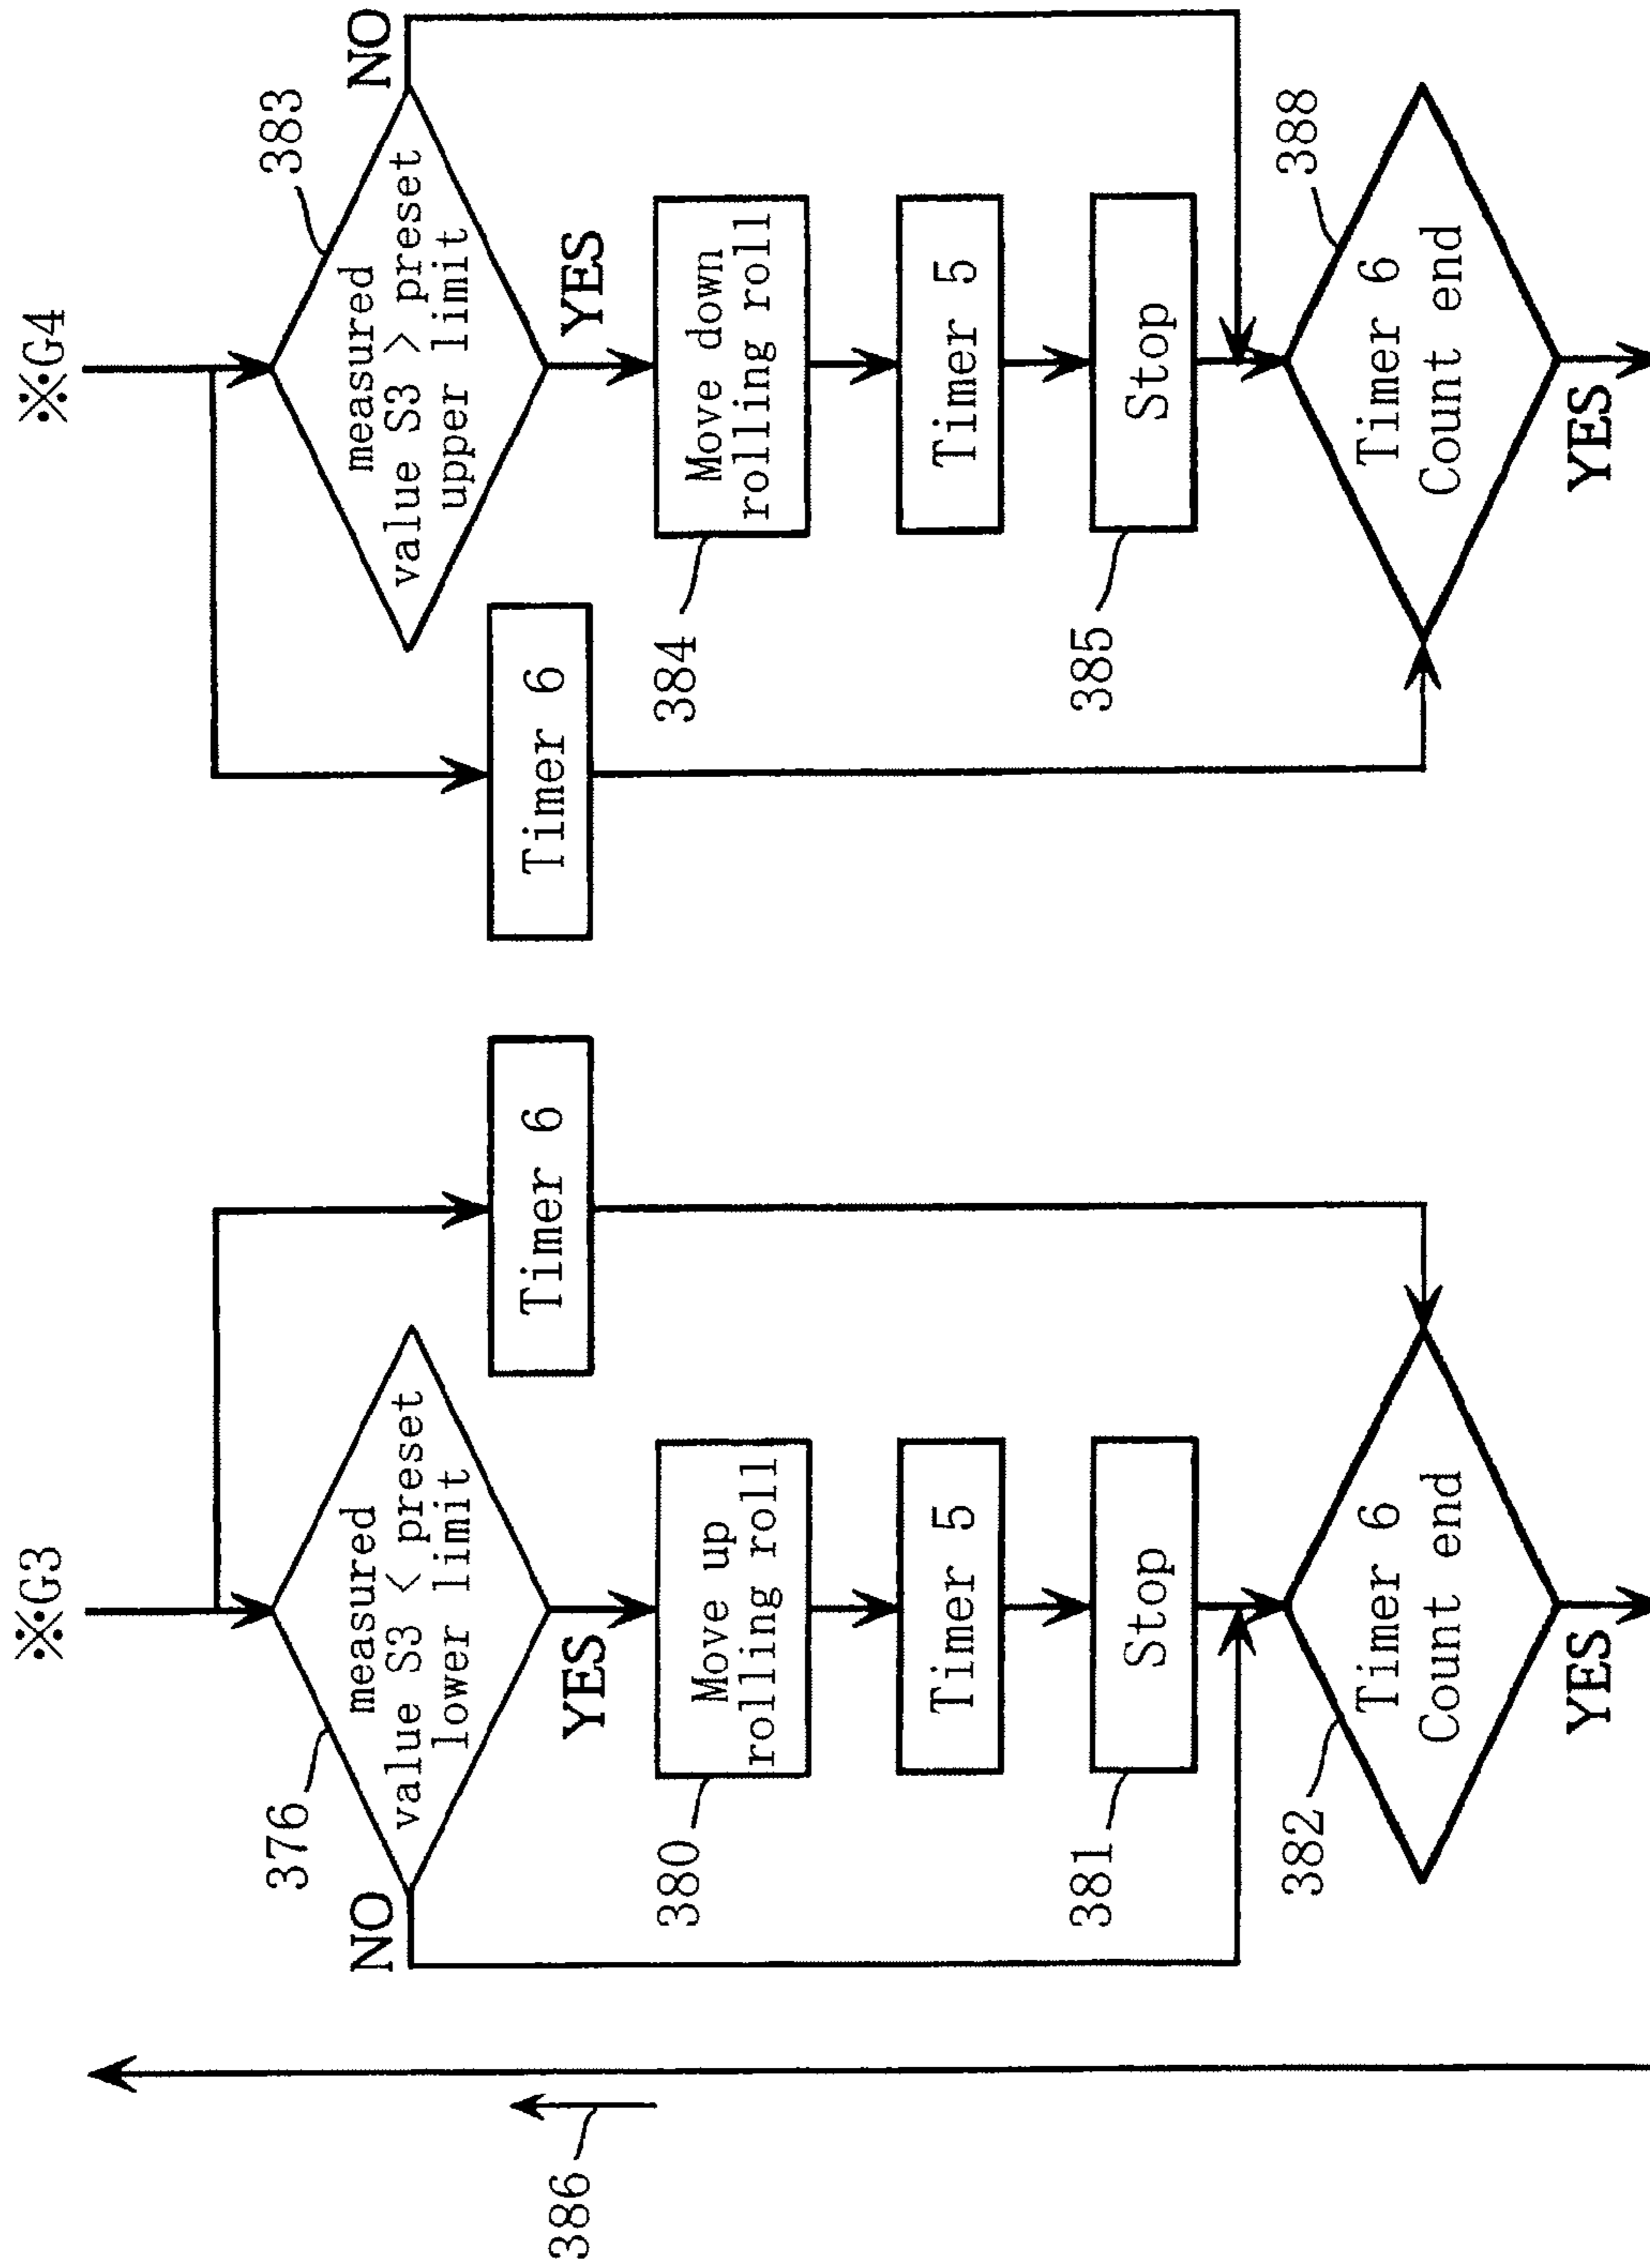 ※G3
386
376
measured
value S3 < preset
lower limit
NO
YES
Timer 6
380
Move up
rolling roll
Timer 5
381
Stop
382
Timer 6
Count end
YES
※G4
383
measured
value S3 > preset
upper limit
NO
YES
Timer 6
384
Move down
rolling roll
Timer 5
385
Stop
388
Timer 6
Count end
YES